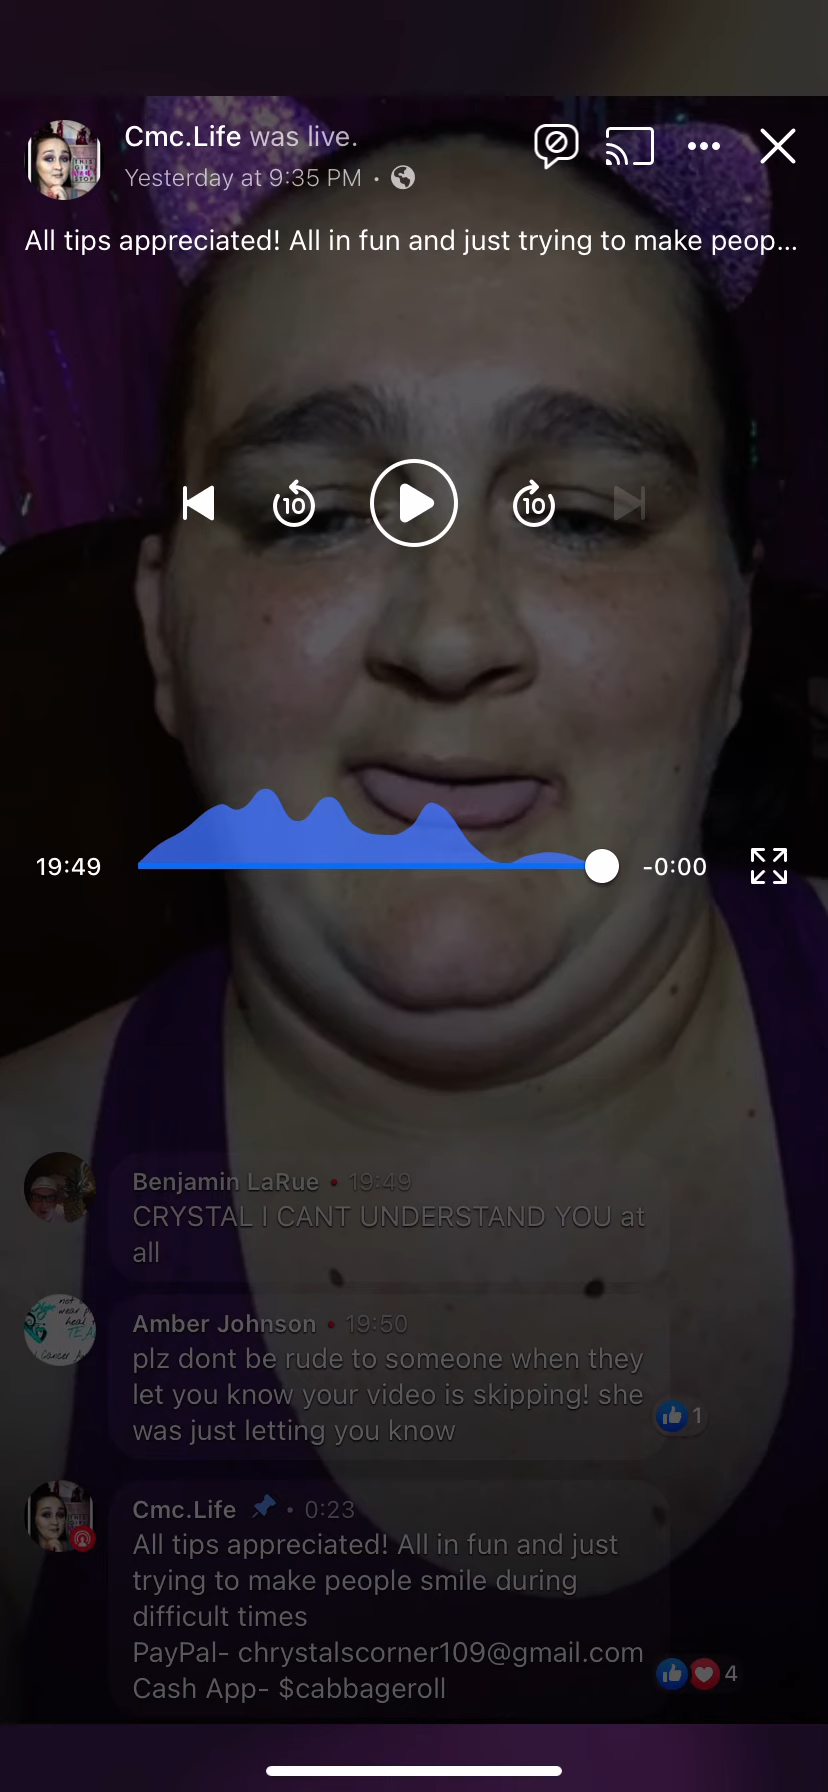 Cmc.Life was live.
Yesterday at 9:35 PM ·
All tips appreciated! All in fun and just trying to make peop...
10
10
19:49
-0:00
Benjamin LaRue • 19:49
CRYSTAL I CANT UNDERSTAND YOU at
all
Amber Johnson • 19:50
plz dont be rude to someone when they
let you know your video is skipping! she
was just letting you know
1
Cmc.Life · 0:23
All tips appreciated! All in fun and just
trying to make people smile during
difficult times
PayPal- chrystalscorner109@gmail.com
Cash App- $cabbageroll
4